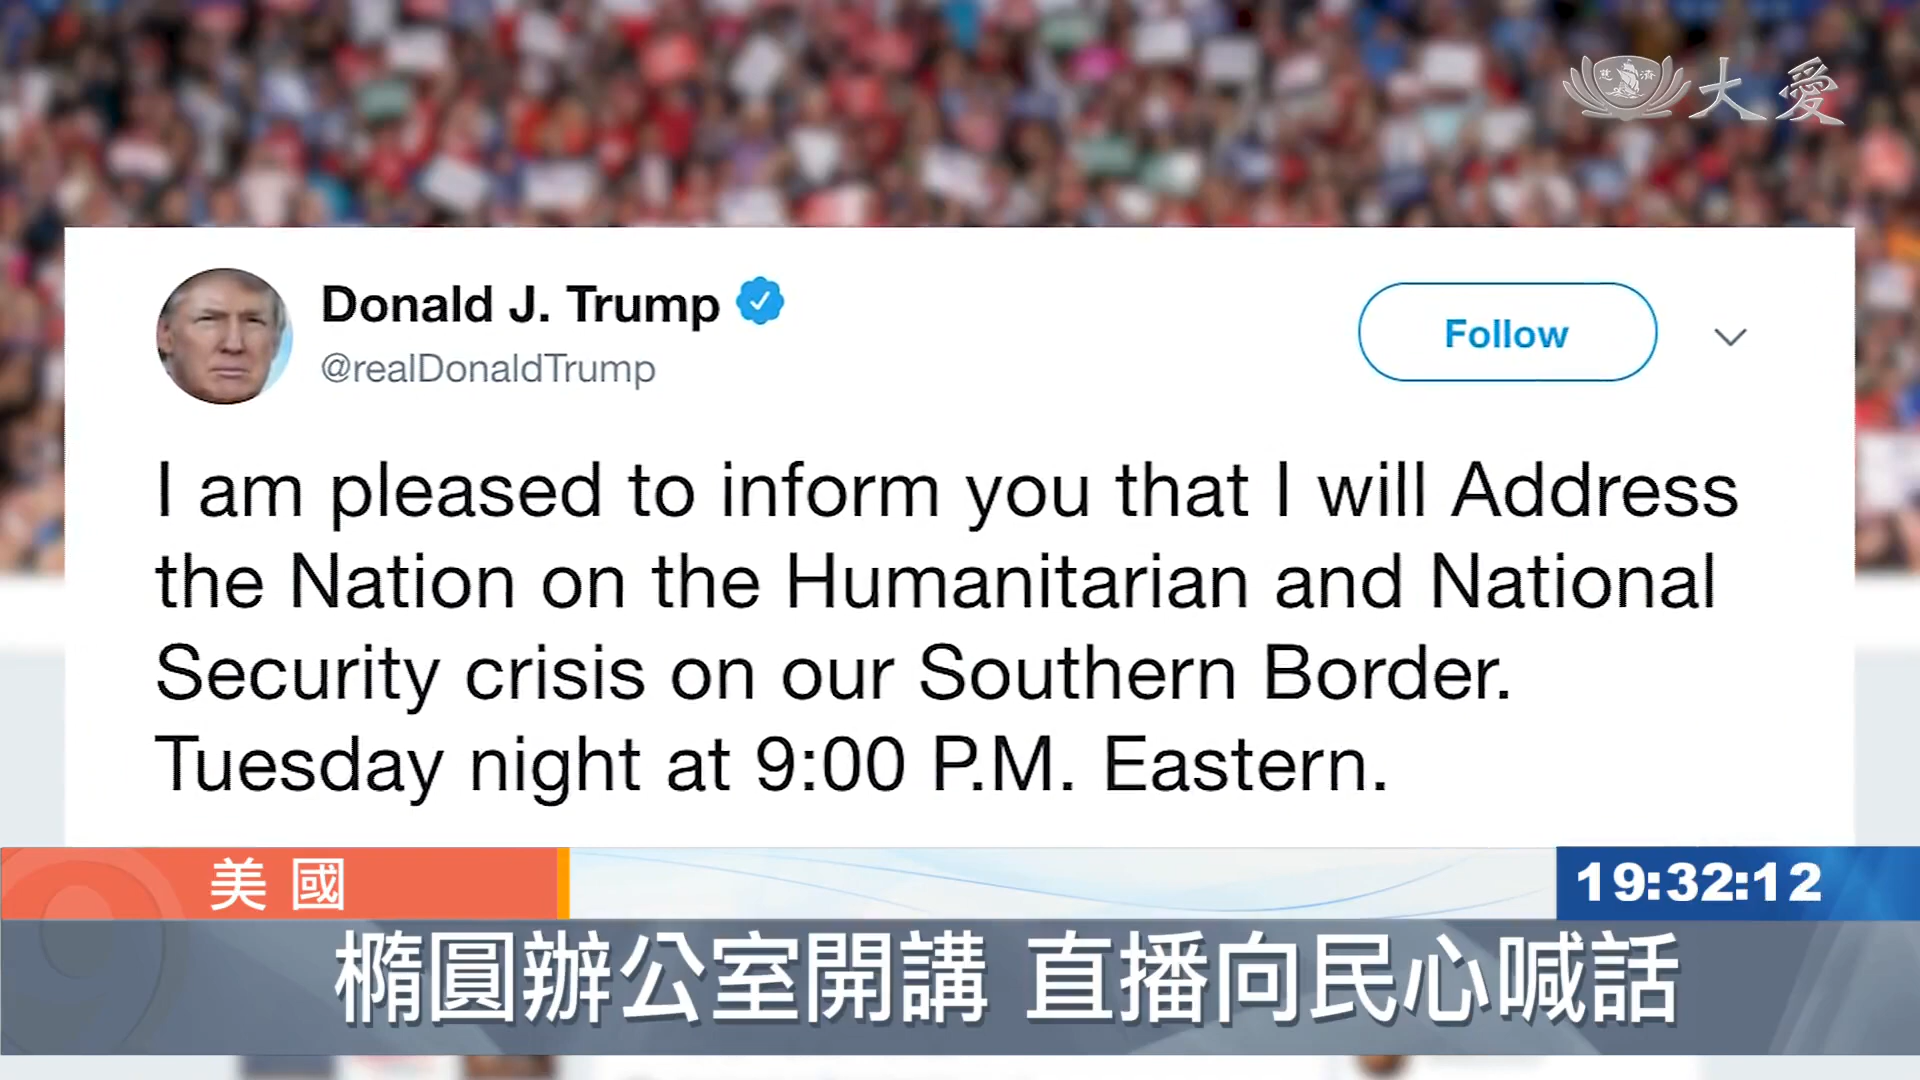 慈濟
大愛
Donald J. Trump
@realDonaldTrump
Follow
I am pleased to inform you that I will Address
the Nation on the Humanitarian and National
Security crisis on our Southern Border.
Tuesday night at 9:00 P.M. Eastern.
美國
19:32:12
橢圓辦公室開講 直播向民心喊話